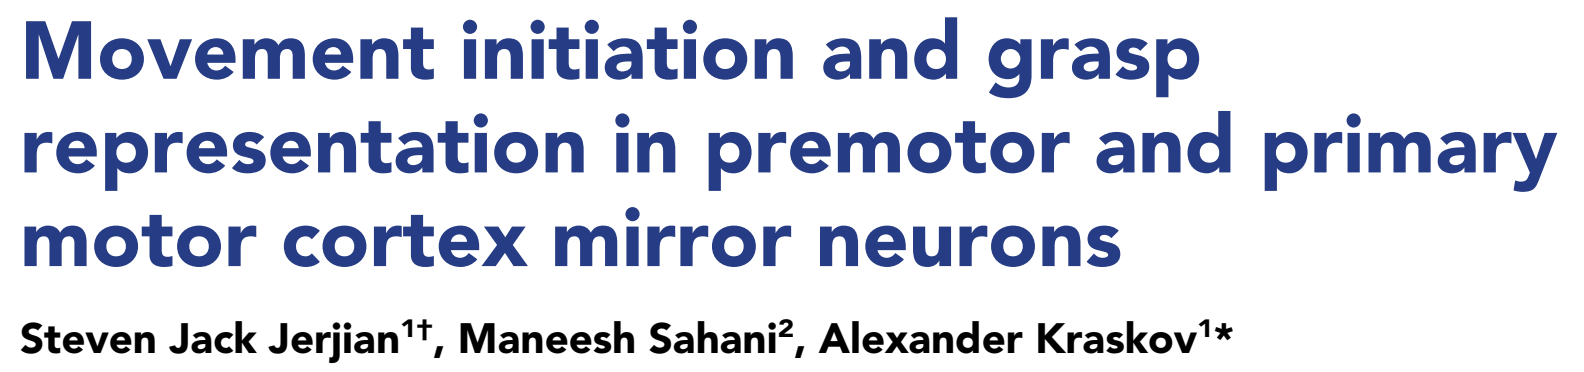 Movement initiation and grasp
representation in premotor and primary
motor cortex mirror neurons
Steven Jack Jerjian¹†, Maneesh Sahani², Alexander Kraskov¹*